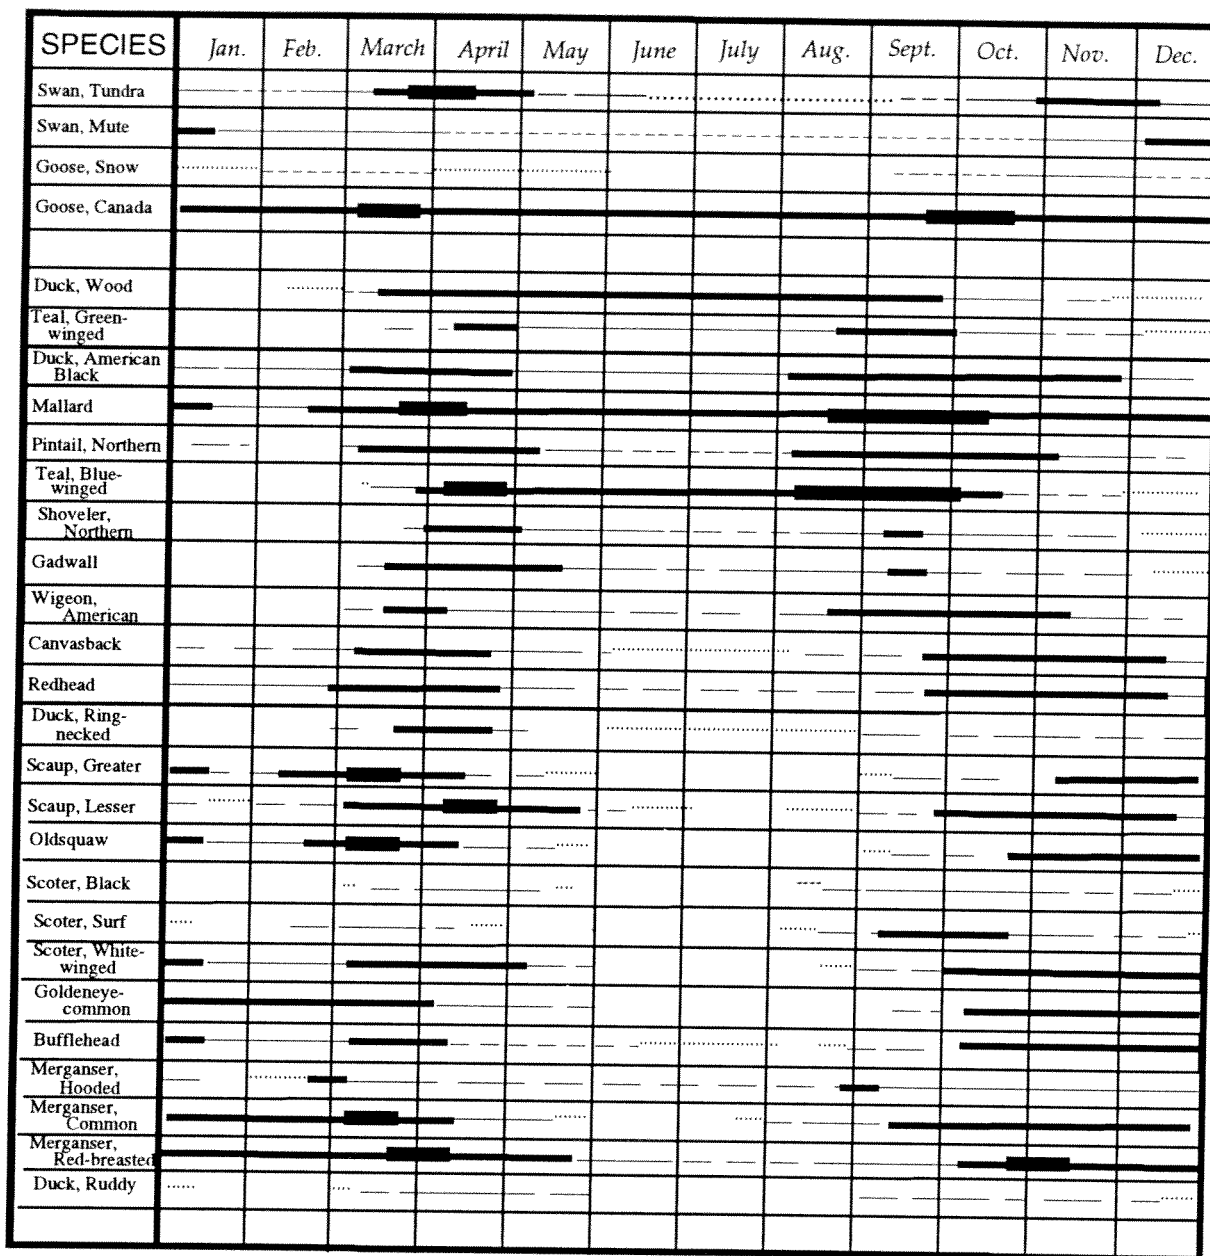 SPECIES Jan. Feb. March April May June July Aug. Sept. Oct. Nov. Dec.
Swan, Tundra
Swan, Mute
Goose, Snow
Goose, Canada
Duck, Wood
Teal, Green-
winged
Duck, American
Black
Mallard
Pintail, Northern
Teal, Blue-
winged
Shoveler,
Northern
Gadwall
Wigeon,
American
Canvasback
Redhead
Duck, Ring-
necked
Scaup, Greater
Scaup, Lesser
Oldsquaw
Scoter, Black
Scoter, Surf
Scoter, White-
winged
Goldeneye-
common
Bufflehead
Merganser,
Hooded
Merganser,
Common
Merganser,
Red-breasted
Duck, Ruddy